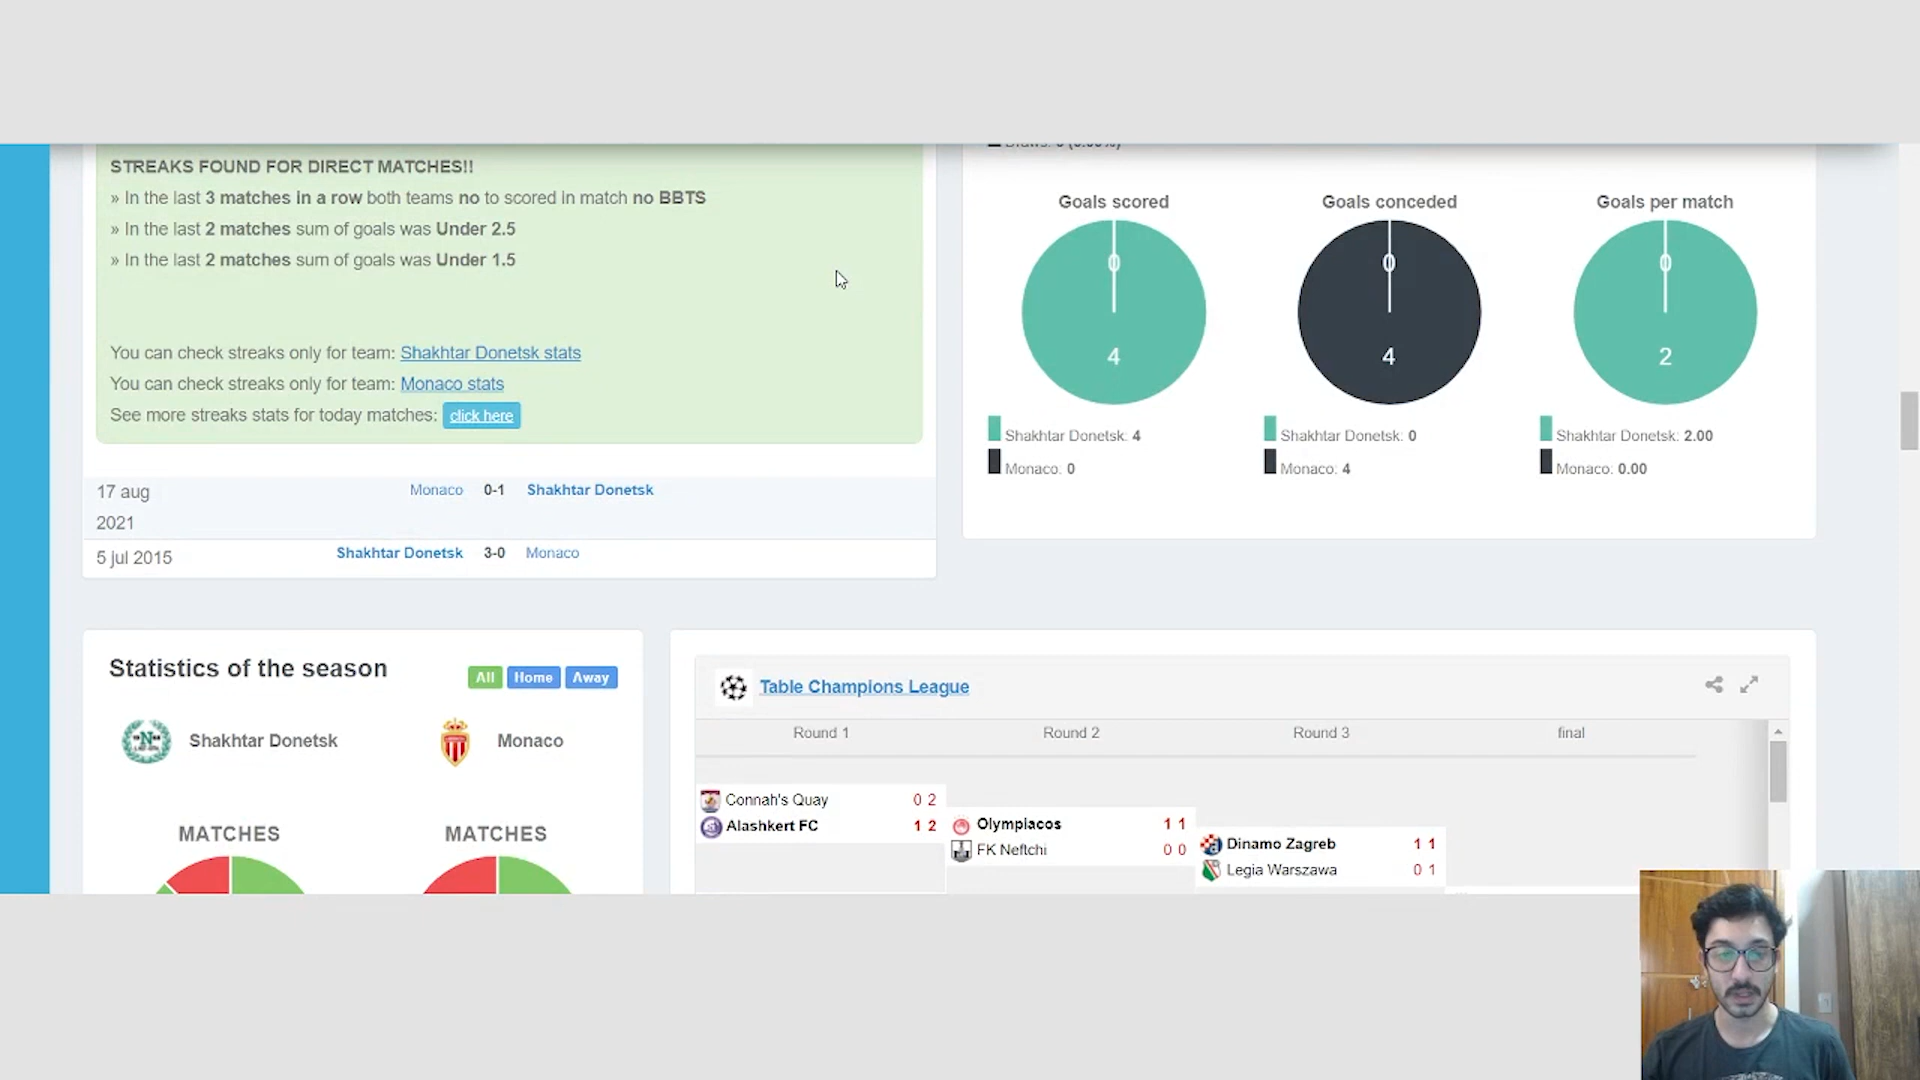 STREAKS FOUND FOR DIRECT MATCHES!!
» In the last 3 matches in a row both teams no to scored in match no BBTS
» In the last 2 matches sum of goals was Under 2.5
» In the last 2 matches sum of goals was Under 1.5
You can check streaks only for team: Shakhtar Donetsk stats
You can check streaks only for team: Monaco stats
See more streaks stats for today matches: click here
17 aug 2021 Monaco 0-1 Shakhtar Donetsk
5 jul 2015 Shakhtar Donetsk 3-0 Monaco
Goals scored
0
4
Shakhtar Donetsk: 4
Monaco: 0
Goals conceded
0
4
Shakhtar Donetsk: 0
Monaco: 4
Goals per match
0
2
Shakhtar Donetsk: 2.00
Monaco: 0.00
Statistics of the season
All Home Away
Shakhtar Donetsk Monaco
MATCHES MATCHES
Table Champions League
Round 1 Round 2 Round 3 final
Connah's Quay 0 2
Alashkert FC 1 2
Olympiacos 1 1
FK Neftchi 0 0
Dinamo Zagreb 1 1
Legia Warszawa 0 1